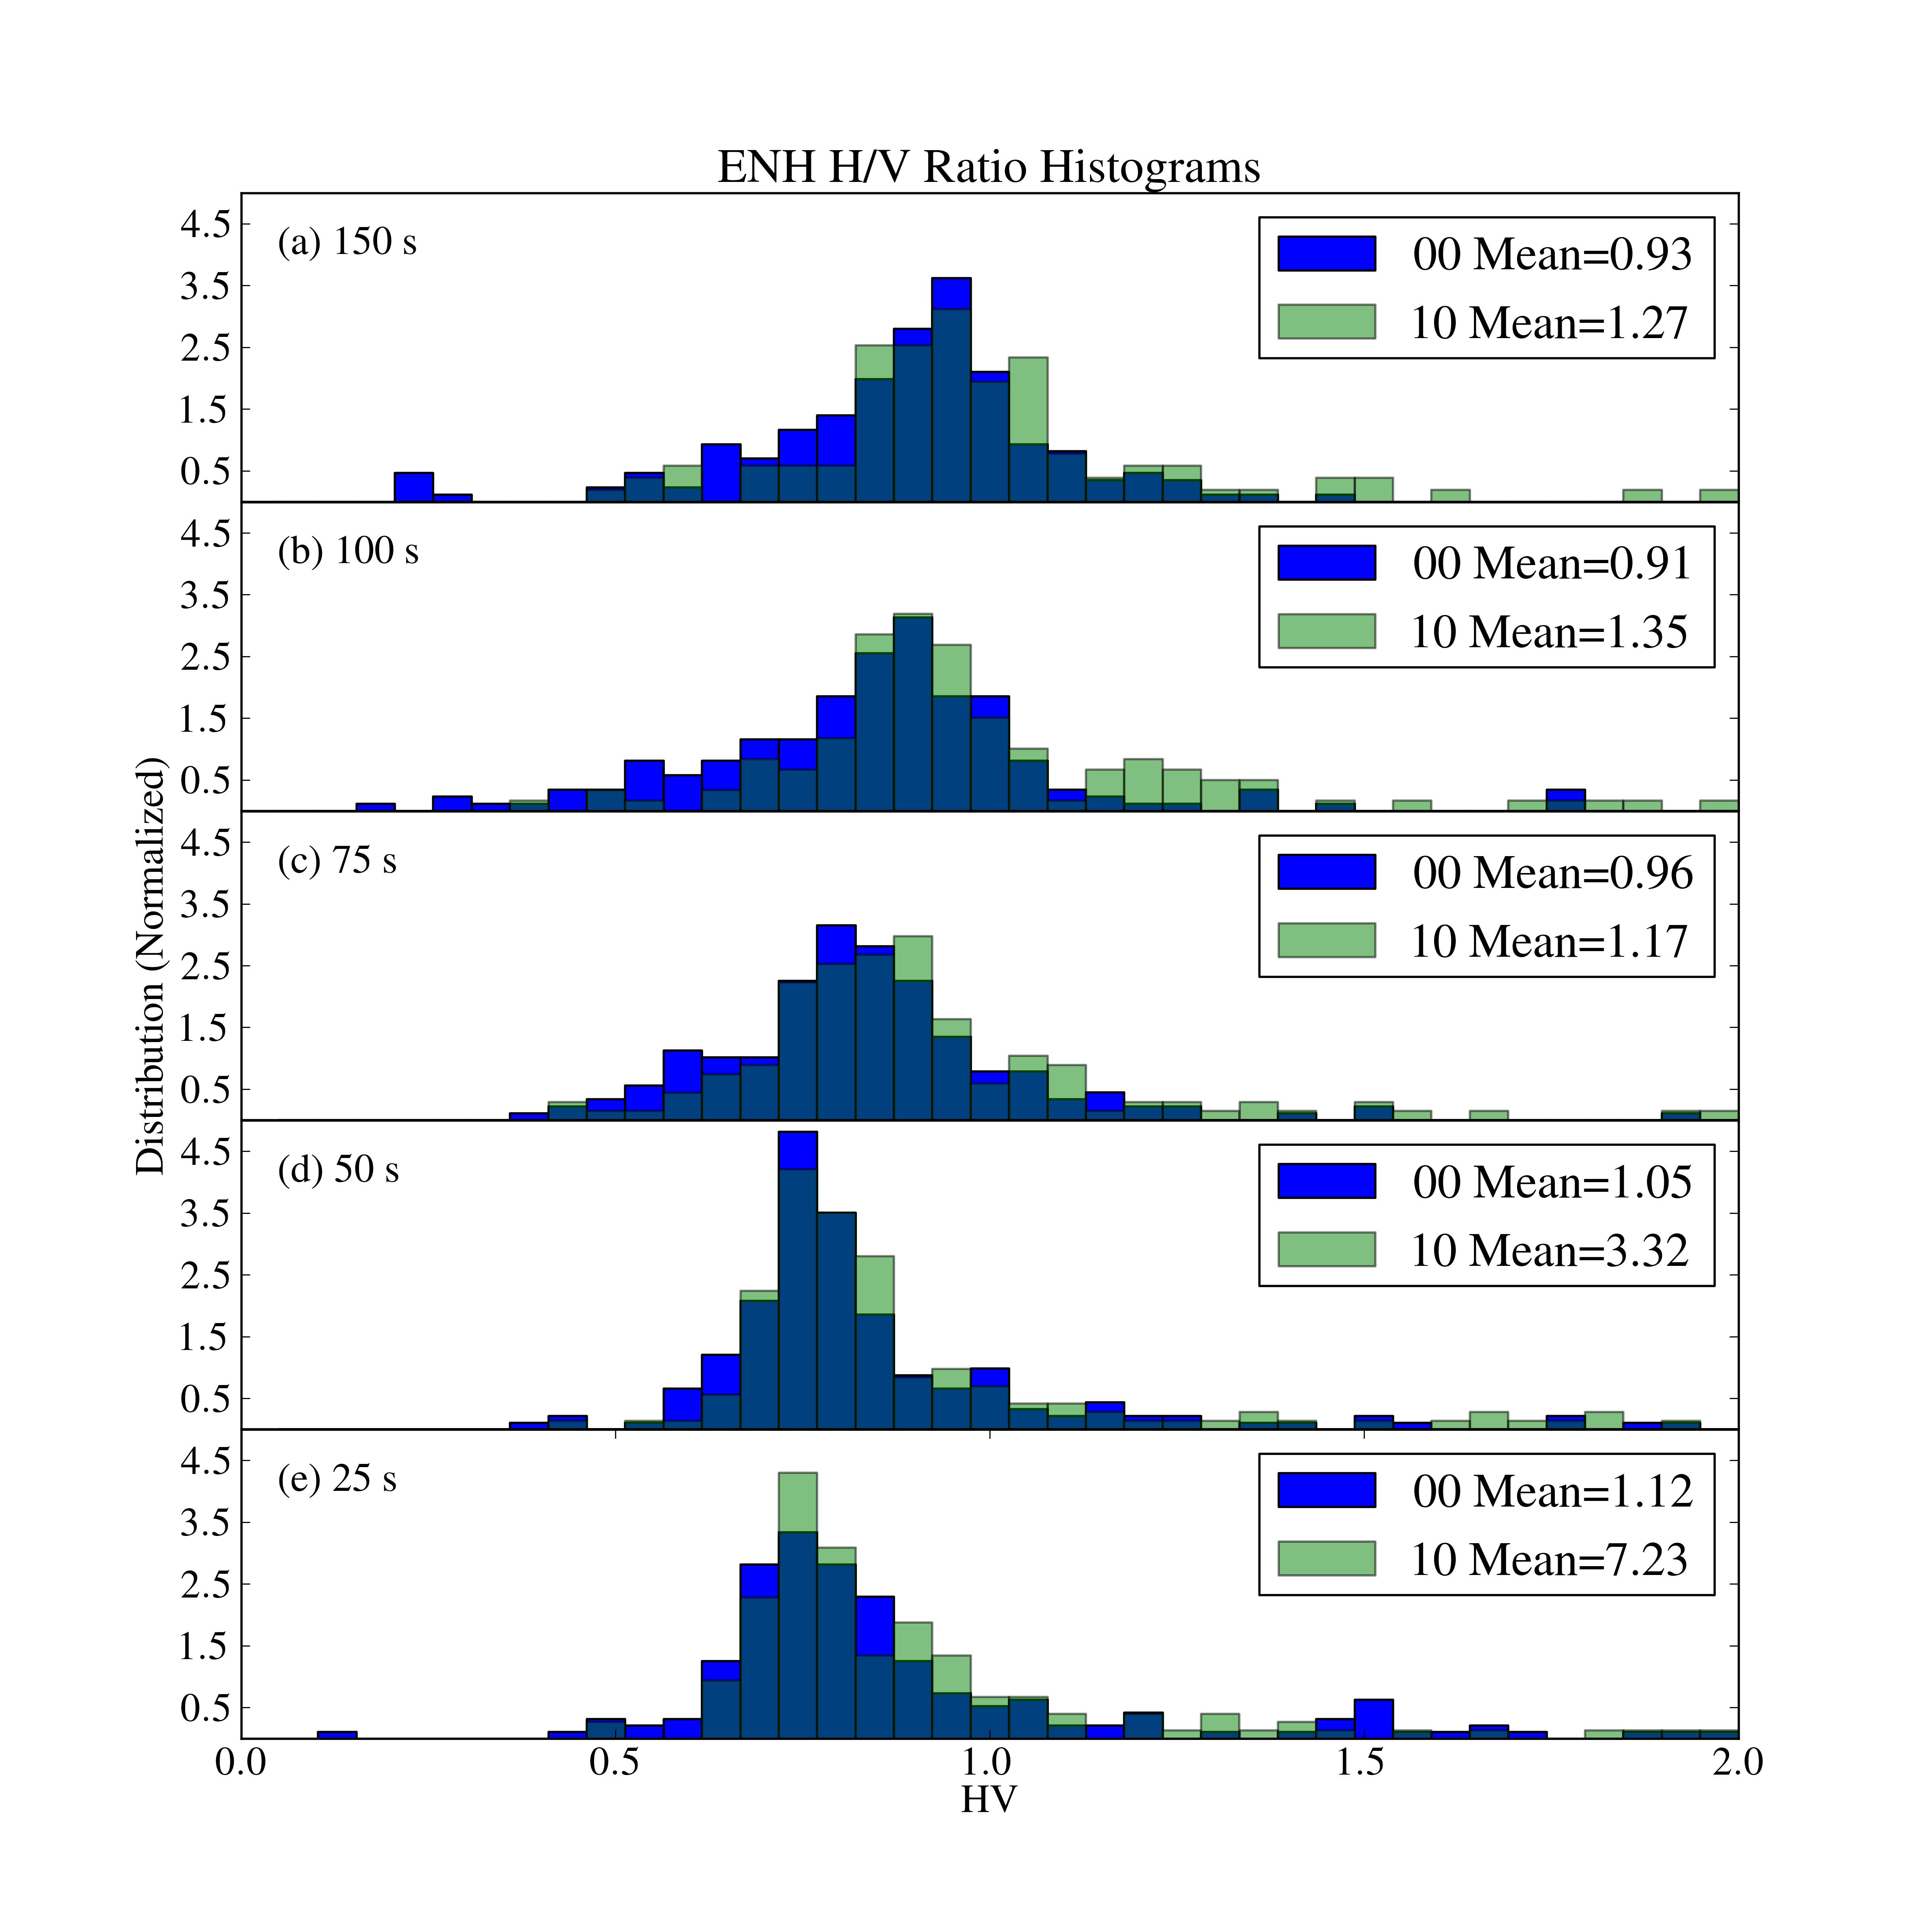 ENH H/V Ratio Histograms
4.5
3.5
2.5
1.5
0.5
(a) 150 s
00 Mean=0.93
10 Mean=1.27
4.5
3.5
2.5
1.5
0.5
(b) 100 s
00 Mean=0.91
10 Mean=1.35
4.5
3.5
2.5
1.5
0.5
(c) 75 s
00 Mean=0.96
10 Mean=1.17
4.5
3.5
2.5
1.5
0.5
(d) 50 s
00 Mean=1.05
10 Mean=3.32
4.5
3.5
2.5
1.5
0.5
(e) 25 s
00 Mean=1.12
10 Mean=7.23
Distribution (Normalized)
0.0 0.5 1.0 1.5 2.0
HV